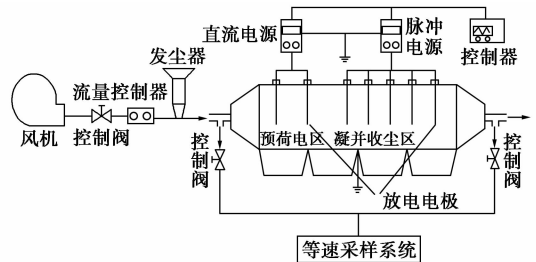 直流电源
脉冲
电源
控制器
发尘器
流量控制器
风机
控制阀
控制阀
预荷电区
凝并收尘区
控制阀
放电电极
等速采样系统